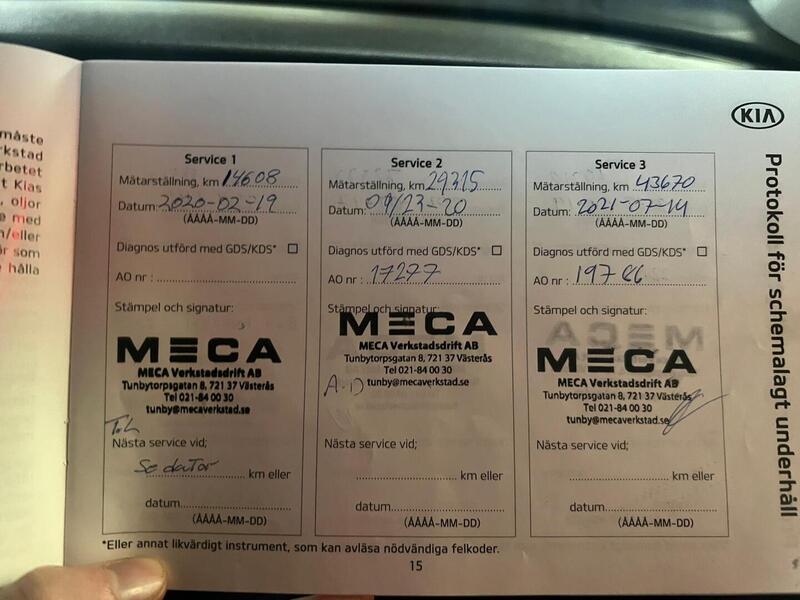 måste
kstad
rbetet
t Kias
, oljor
e med
n/eller
ir som
hålla
KIA
Protokoll för schemalagt underhåll
Service 1
Mätarställning, km 14608
Datum: 2020-02-19
(ÅÅÅÅ-MM-DD)
Diagnos utförd med GDS/KDS*
AO nr :
Stämpel och signatur:
MECA
MECA Verkstadsdrift AB
Tunbytorpsgatan 8, 721 37 Västerås
Tel 021-84 00 30
tunby@mecaverkstad.se
Nästa service vid;
Se dator
km eller
datum
(ÅÅÅÅ-MM-DD)
Service 2
Mätarställning, km 29315
Datum: 09/23-20
(ÅÅÅÅ-MM-DD)
Diagnos utförd med GDS/KDS*
AO nr : 17277
Stämpel och signatur:
MECA
MECA Verkstadsdrift AB
Tunbytorpsgatan 8, 721 37 Västerås
Tel 021-84 00 30
A.D tunby@mecaverkstad.se
Nästa service vid;
km eller
datum
(ÅÅÅÅ-MM-DD)
Service 3
Mätarställning, km 43670
Datum: 2021-07-14
(ÅÅÅÅ-MM-DD)
Diagnos utförd med GDS/KDS*
AO nr : 19766
Stämpel och signatur:
MECA
MECA Verkstadsdrift AB
Tunbytorpsgatan 8, 721 37 Västerås
Tel 021-84 00 30
tunby@mecaverkstad.se
Nästa service vid;
km eller
datum
(ÅÅÅÅ-MM-DD)
*Eller annat likvärdigt instrument, som kan avläsa nödvändiga felkoder.
15